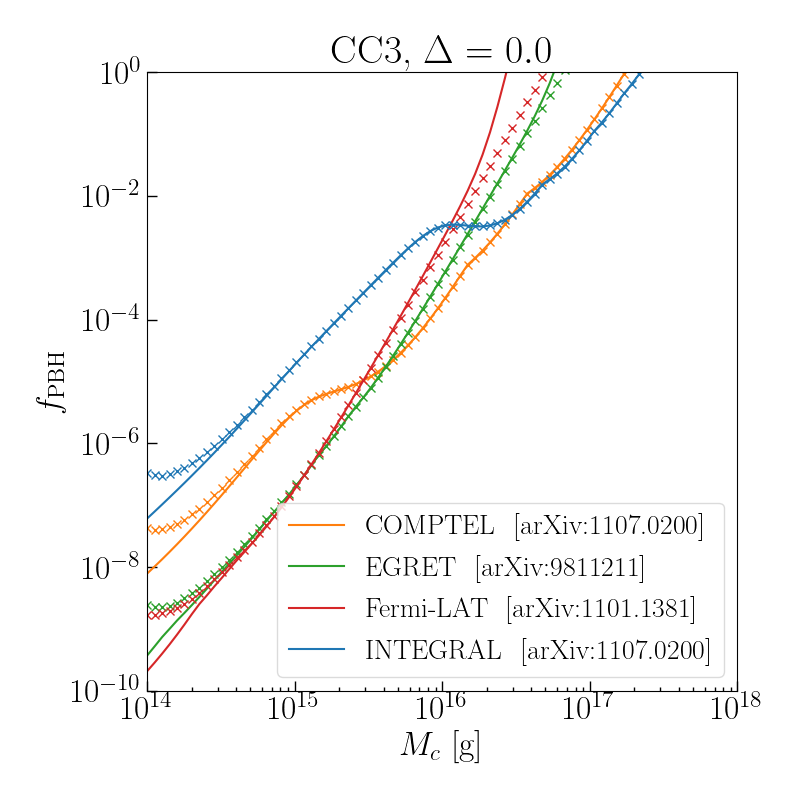 CC3, Δ = 0.0
10^0
10^−2
10^−4
10^−6
10^−8
10^−10
f_PBH
COMPTEL [arXiv:1107.0200]
EGRET [arXiv:9811211]
Fermi-LAT [arXiv:1101.1381]
INTEGRAL [arXiv:1107.0200]
10^14 10^15 10^16 10^17 10^18
M_c [g]